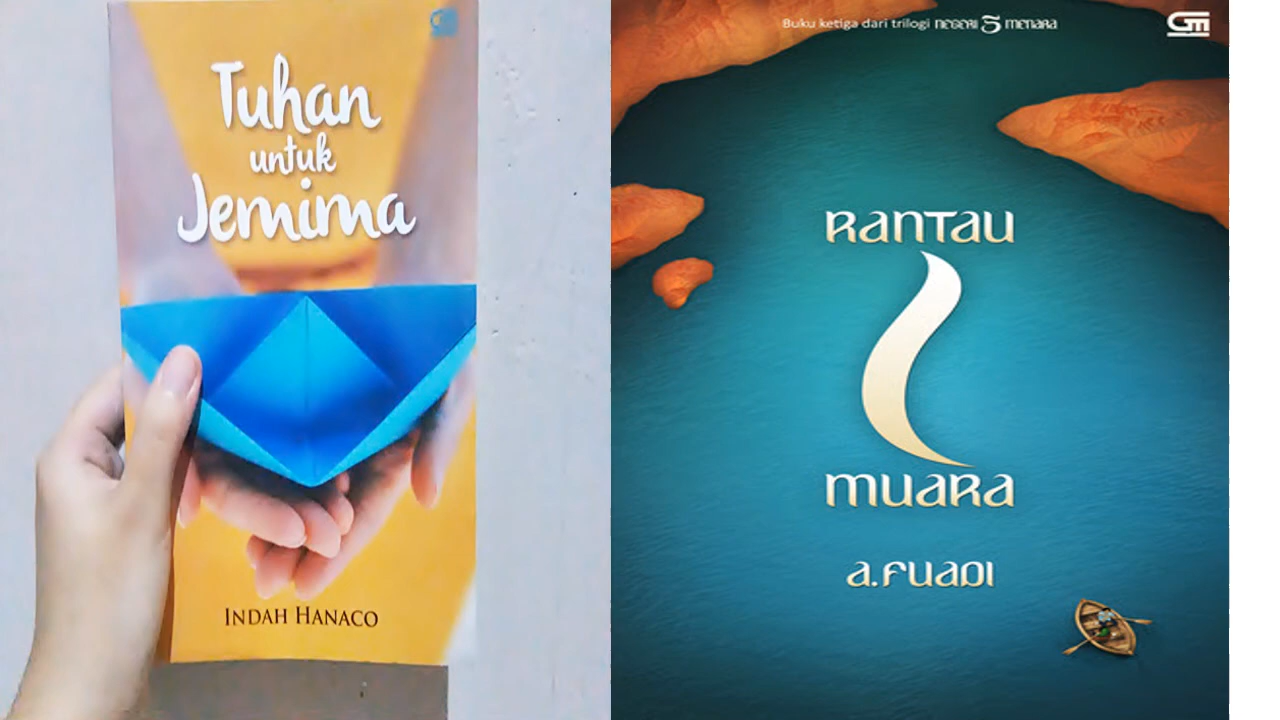 Tuhan
untuk
Jemima
INDAH HANACO
Buku ketiga dari trilogi NEGERI 5 MENARA
GM
RANTAU
1
MUARA
A.FUADI